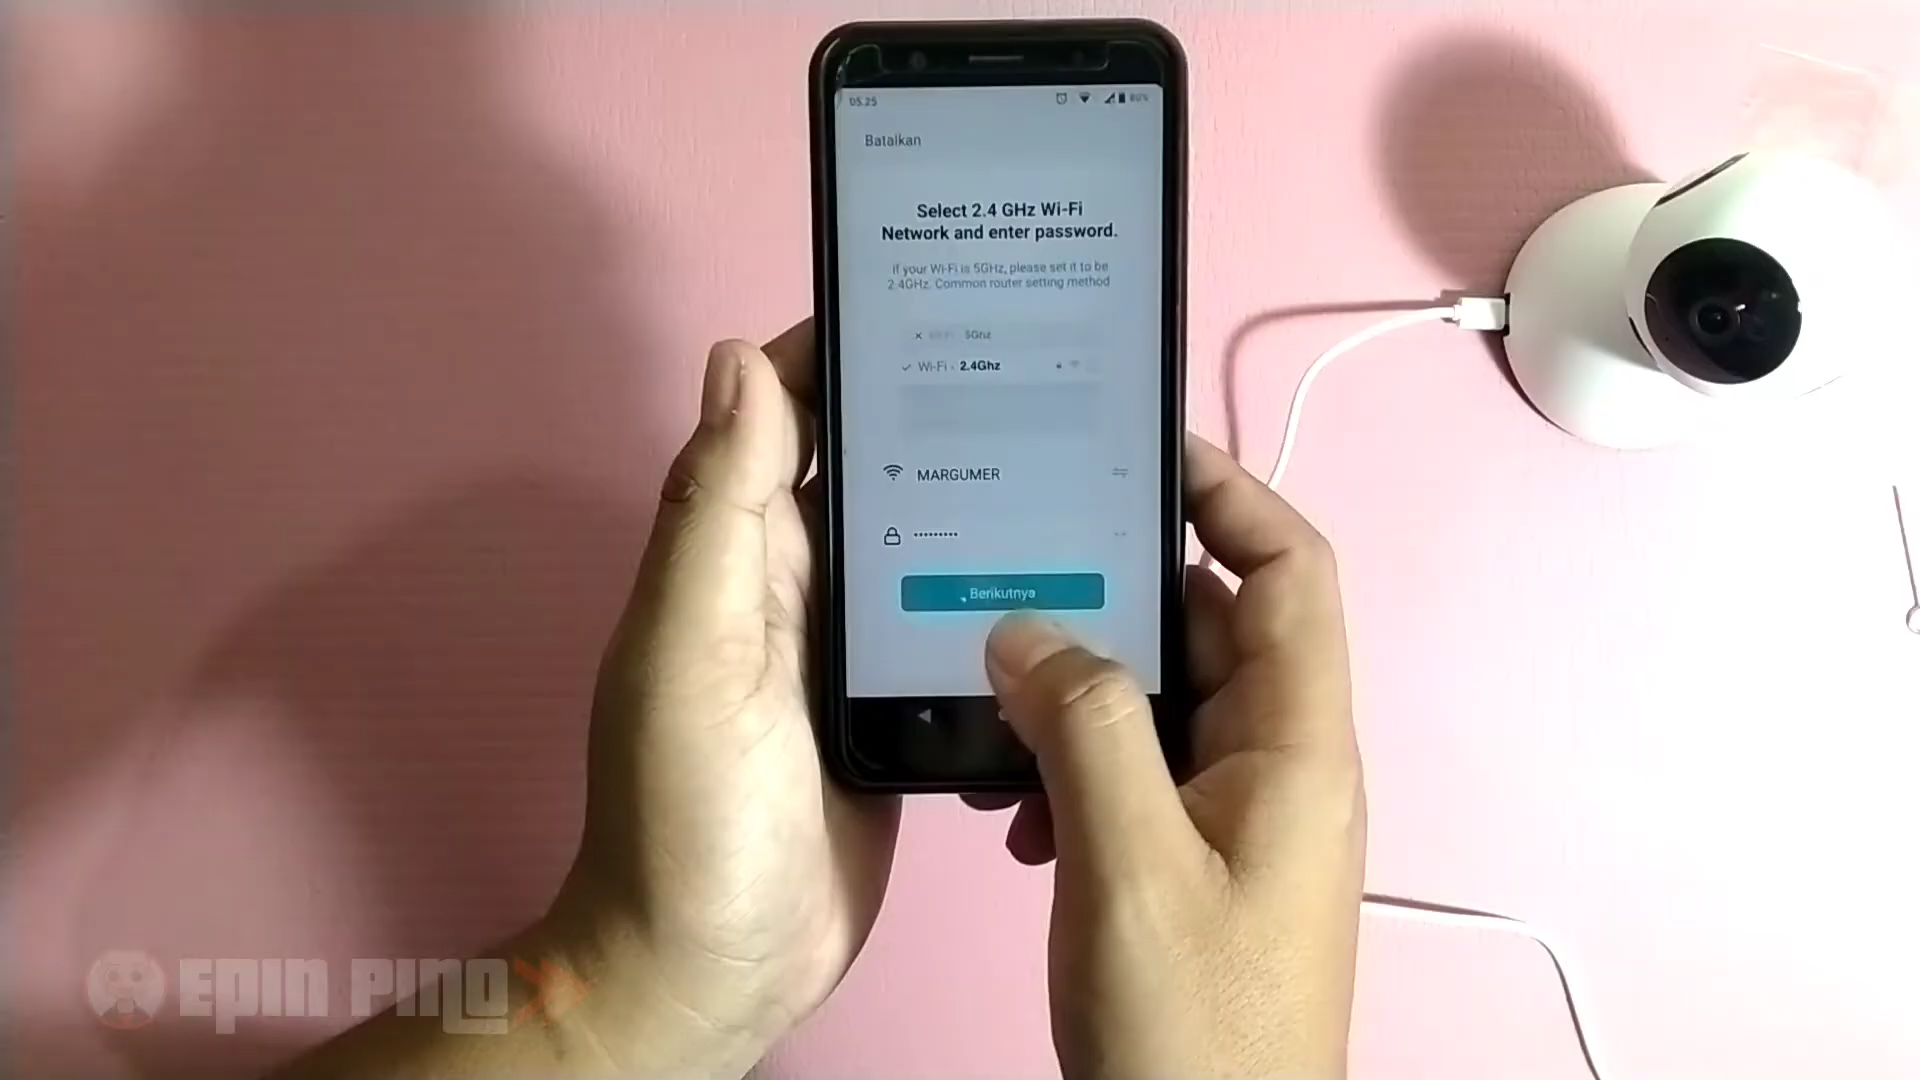 05.25
80%
Batalkan
Select 2.4 GHz Wi-Fi
Network and enter password.
If your Wi-Fi is 5GHz, please set it to be
2.4GHz. Common router setting method
5Ghz
Wi-Fi - 2.4Ghz
MARGUMER
Berikutnya
EPIN PINO